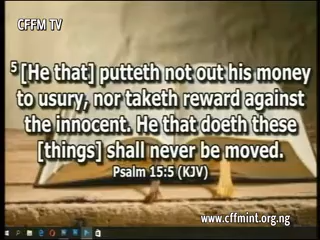 CFFM TV
5 [He that] putteth not out his money
to usury, nor taketh reward against
the innocent. He that doeth these
[things] shall never be moved.
Psalm 15:5 (KJV)
www.cffmint.org.ng